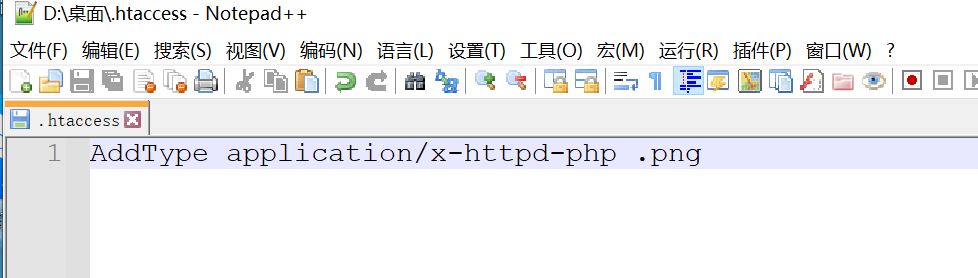 D:\桌面\.htaccess - Notepad++
文件(F) 编辑(E) 搜索(S) 视图(V) 编码(N) 语言(L) 设置(T) 工具(O) 宏(M) 运行(R) 插件(P) 窗口(W) ?
.htaccess
1 AddType application/x-httpd-php .png